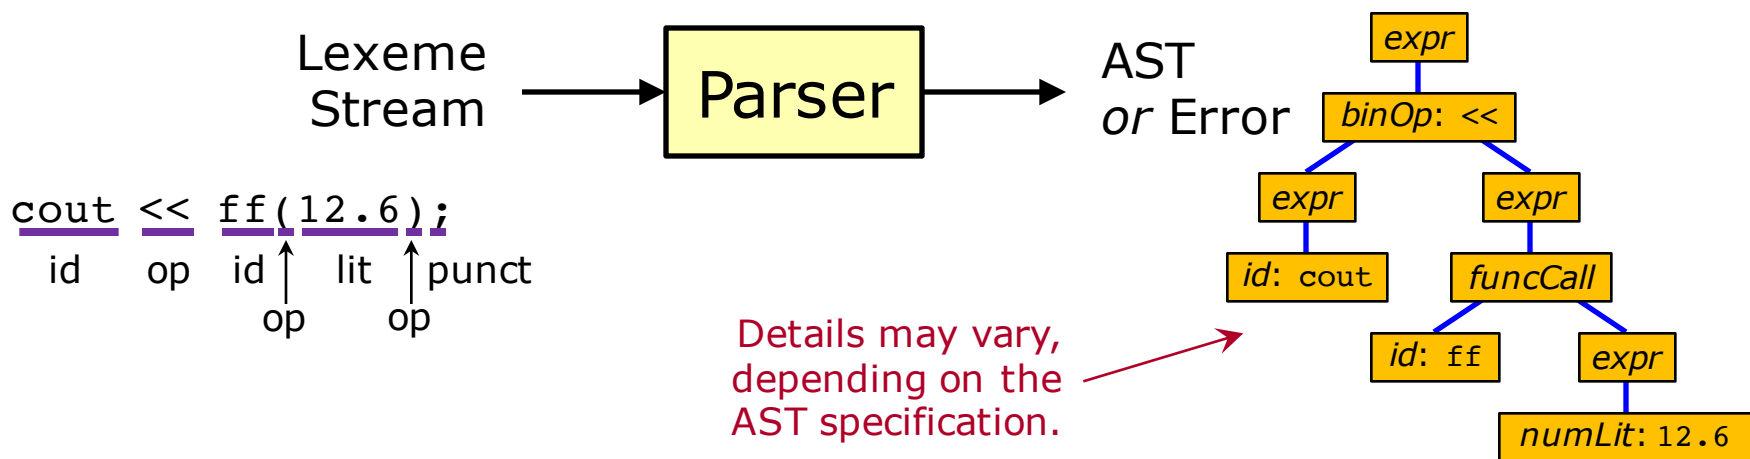 Lexeme
Stream
Parser
AST
or Error
cout << ff(12.6);
id op id lit punct
op op
Details may vary,
depending on the
AST specification.
expr
binOp: <<
expr expr
id: cout funcCall
id: ff expr
numLit: 12.6